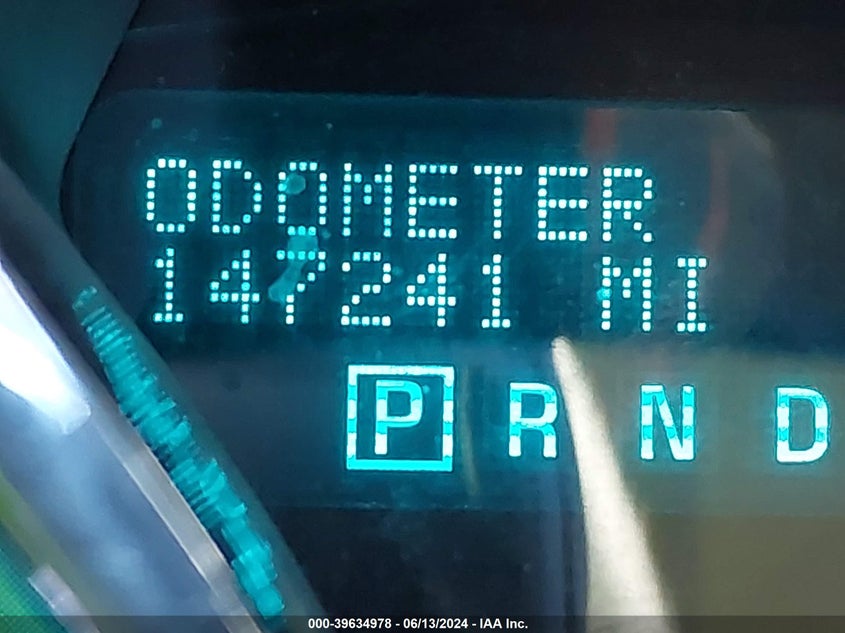 ODOMETER
147241 MI
P R N D
000-39634978 - 06/13/2024 - IAA Inc.